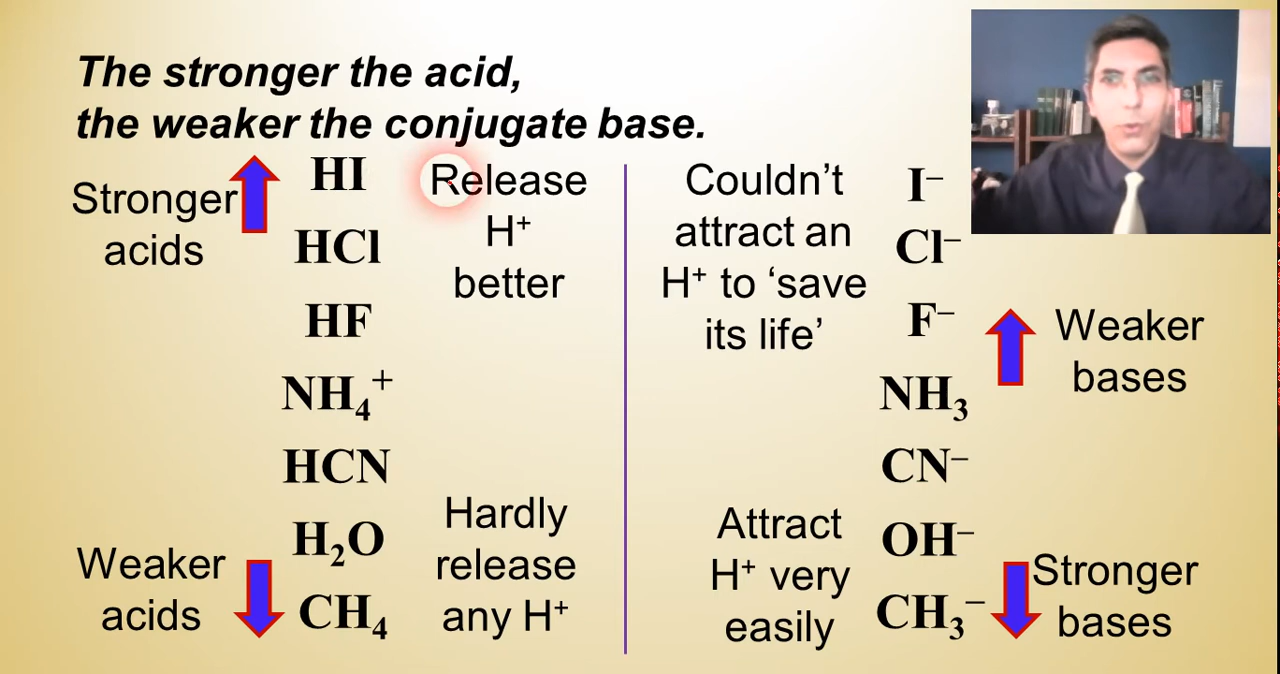 The stronger the acid,
the weaker the conjugate base.
Stronger
acids
HI
HCl
HF
NH₄⁺
HCN
H₂O
CH₄
Weaker
acids
Release
H⁺
better
Hardly
release
any H⁺
Couldn’t
attract an
H⁺ to ‘save
its life’
Attract
H⁺ very
easily
I⁻
Cl⁻
F⁻
NH₃
CN⁻
OH⁻
CH₃⁻
Weaker
bases
Stronger
bases